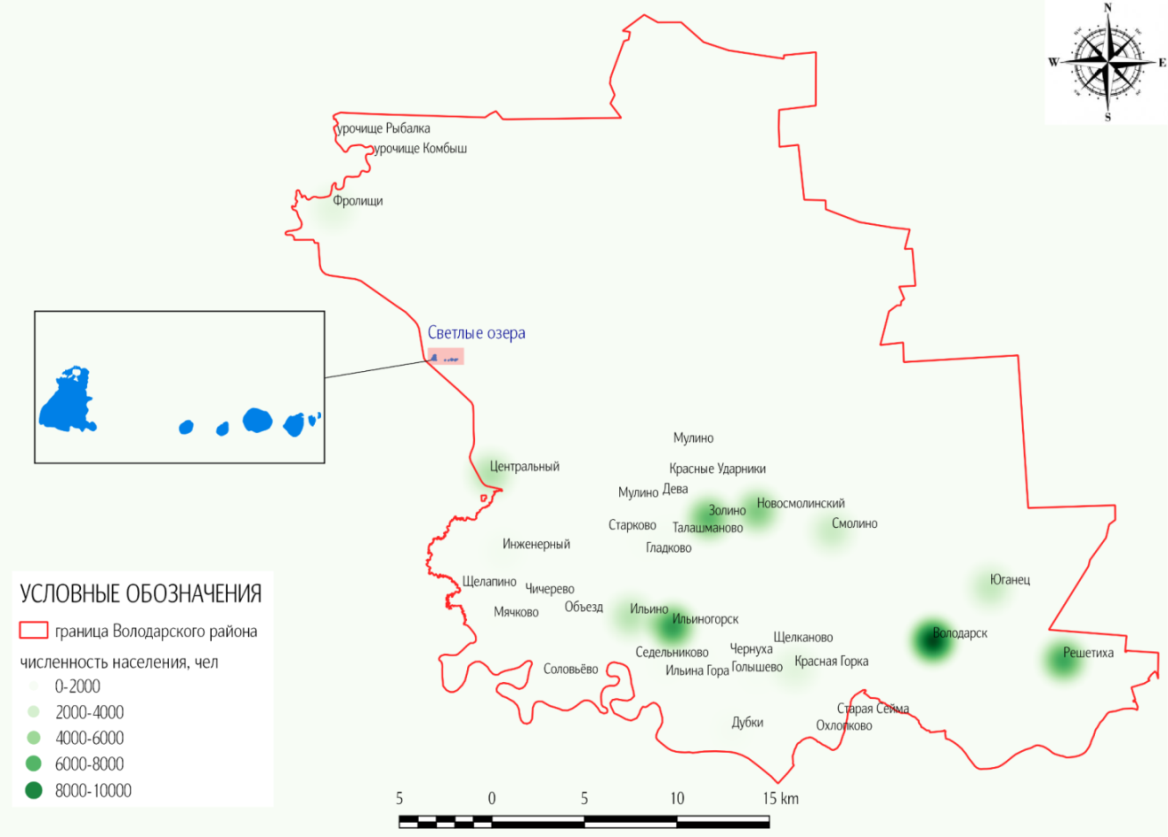 N
W
E
S
урочище Рыбалка
урочище Комбыш
Фролищи
Светлые озера
Мулино
Центральный
Красные Ударники
Мулино
Дева
Новосмолинский
Золино
Старково
Талашманово
Смолино
Инженерный
Гладково
Щелапино
Чичерево
Юганец
Мячково
Объезд
Ильино
Ильиногорск
Володарск
Щелканово
Седельниково
Чернуха
Решетиха
Соловьёво
Ильина Гора
Голышево
Красная Горка
Старая Сейма
Дубки
Охлопково
УСЛОВНЫЕ ОБОЗНАЧЕНИЯ
граница Володарского района
численность населения, чел
0-2000
2000-4000
4000-6000
6000-8000
8000-10000
5 0 5 10 15 km